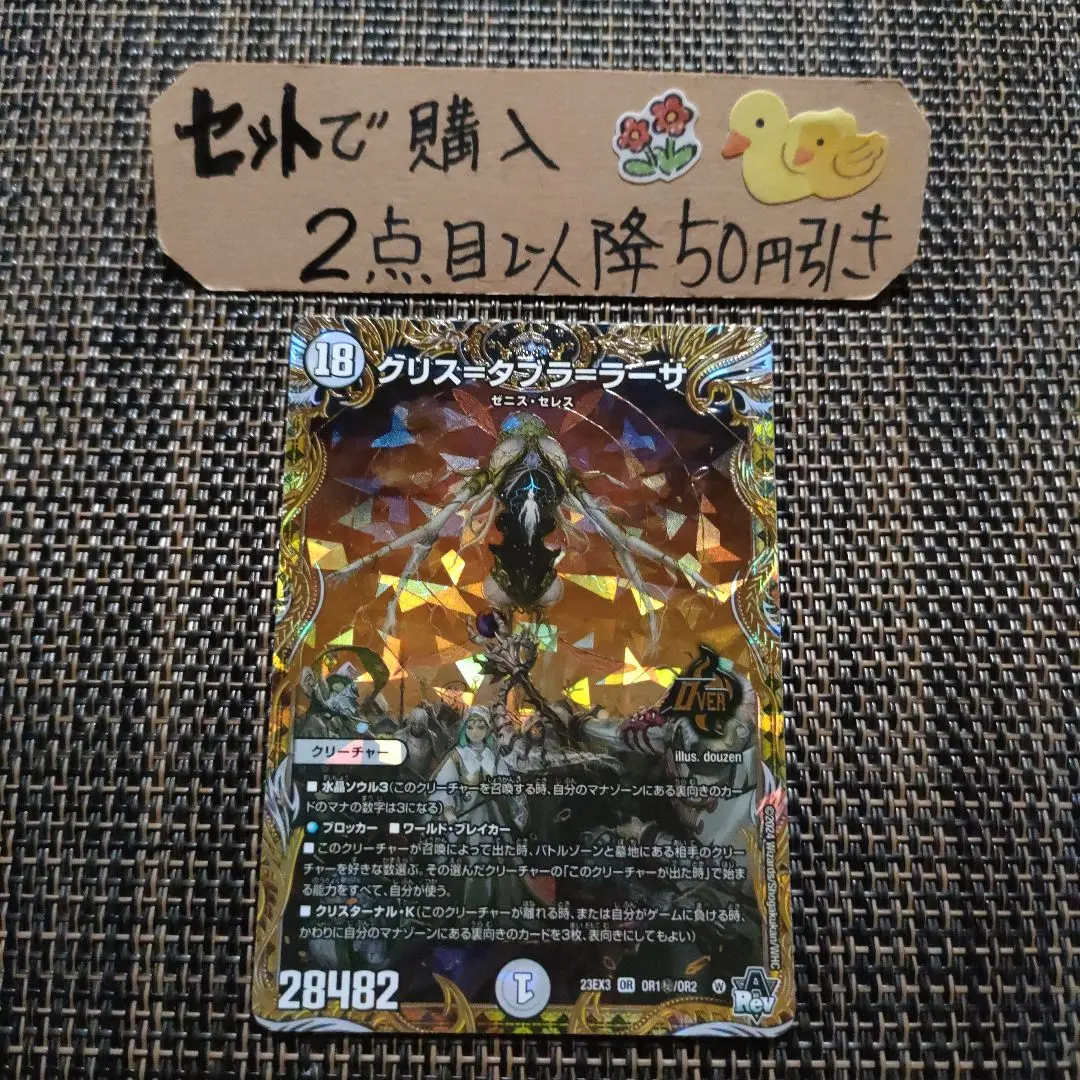 セットで購入
2点目以降50円引き
18
クリス=タブラ=ラーサ
ゼニス・セレス
OVER
クリーチャー
illus. douzen
■ 水晶ソウル3(このクリーチャーを召喚する時、自分のマナゾーンにある裏向きのカー
ドのマナの数字は3になる)
ブロッカー ■ ワールド・ブレイカー
■ このクリーチャーが召喚によって出た時、バトルゾーンと墓地にある相手のクリー
チャーを好きな数選ぶ。その選んだクリーチャーの「このクリーチャーが出た時」で始ま
る能力をすべて、自分が使う。
■ クリスターナル・K(このクリーチャーが離れる時、または自分がゲームに負ける時、
かわりに自分のマナゾーンにある裏向きのカードを3枚、表向きにしてもよい)
©2024 Wizards/Shogakukan/WHC
28482
1
23EX3 OR OR1㊙/OR2 W
Rev